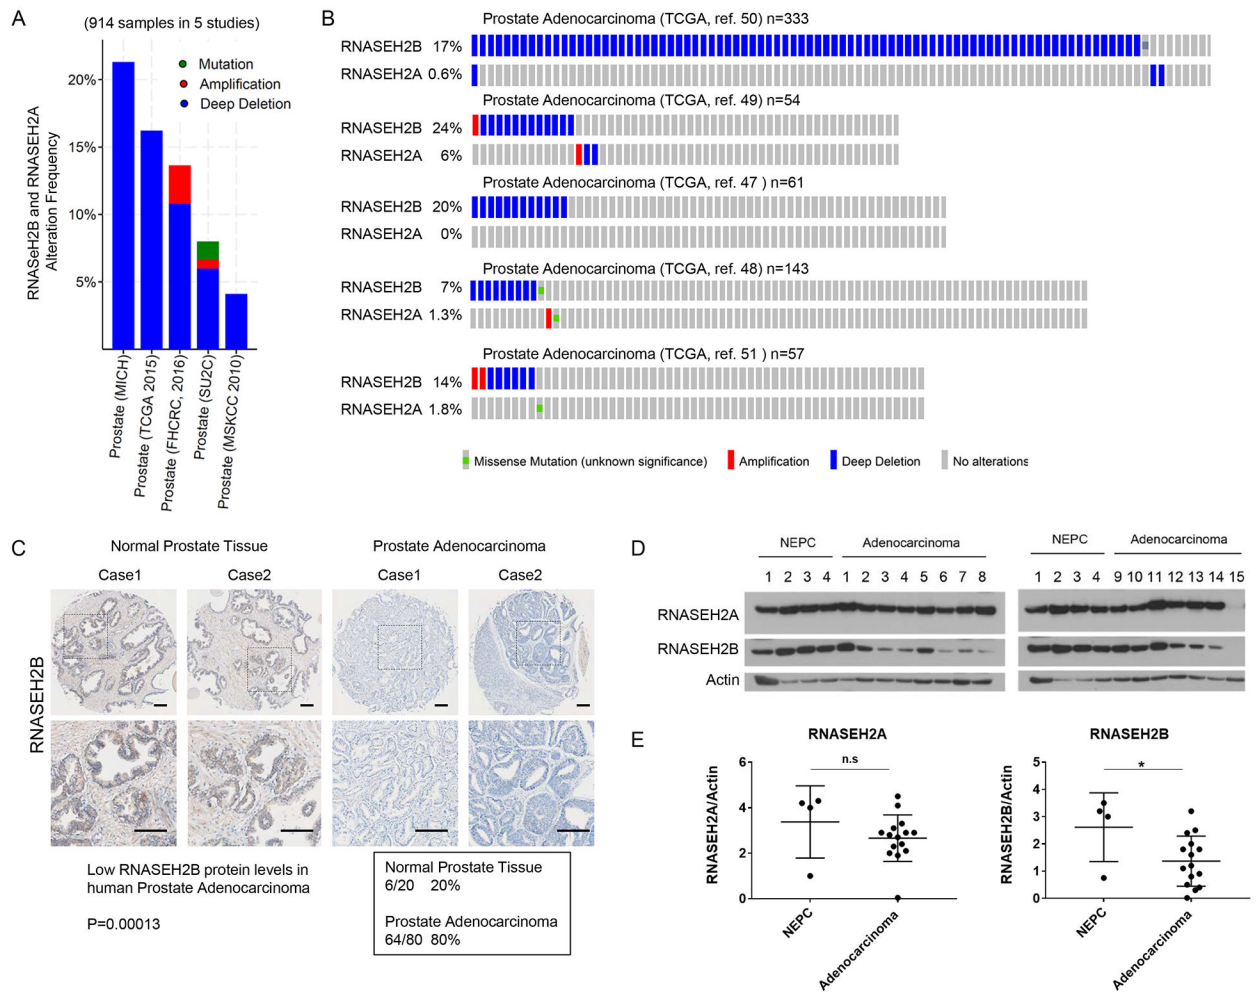 A
(914 samples in 5 studies)
Mutation
Amplification
Deep Deletion
RNASeH2B and RNASEH2A
Alteration Frequency
20%
15%
10%
5%
Prostate (MICH)
Prostate (TCGA 2015)
Prostate (FHCRC, 2016)
Prostate (SU2C)
Prostate (MSKCC 2010)
B
Prostate Adenocarcinoma (TCGA, ref. 50) n=333
RNASEH2B 17%
RNASEH2A 0.6%
Prostate Adenocarcinoma (TCGA, ref. 49) n=54
RNASEH2B 24%
RNASEH2A 6%
Prostate Adenocarcinoma (TCGA, ref. 47 ) n=61
RNASEH2B 20%
RNASEH2A 0%
Prostate Adenocarcinoma (TCGA, ref. 48) n=143
RNASEH2B 7%
RNASEH2A 1.3%
Prostate Adenocarcinoma (TCGA, ref. 51 ) n=57
RNASEH2B 14%
RNASEH2A 1.8%
Missense Mutation (unknown significance) Amplification Deep Deletion No alterations
C
Normal Prostate Tissue Prostate Adenocarcinoma
Case1 Case2 Case1 Case2
RNASEH2B
Low RNASEH2B protein levels in
human Prostate Adenocarcinoma
P=0.00013
Normal Prostate Tissue
6/20 20%
Prostate Adenocarcinoma
64/80 80%
D
NEPC Adenocarcinoma NEPC Adenocarcinoma
1 2 3 4 1 2 3 4 5 6 7 8 1 2 3 4 9 10 11 12 13 14 15
RNASEH2A
RNASEH2B
Actin
E
RNASEH2A
n.s
RNASEH2A/Actin
6
4
2
0
NEPC
Adenocarcinoma
RNASEH2B
*
RNASEH2B/Actin
5
4
3
2
1
0
NEPC
Adenocarcinoma